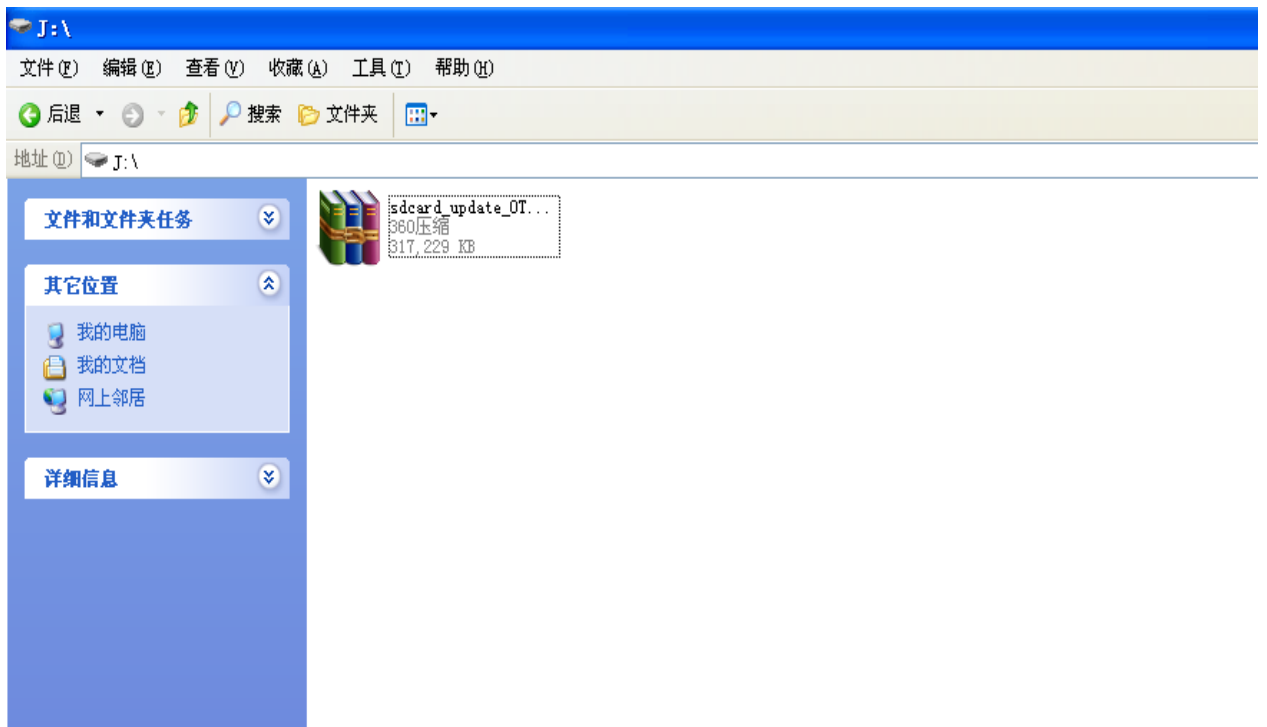 J:\
文件(F) 编辑(E) 查看(V) 收藏(A) 工具(T) 帮助(H)
后退 搜索 文件夹
地址(D) J:\
文件和文件夹任务
其它位置
我的电脑
我的文档
网上邻居
详细信息
sdcard_update_OT...
360压缩
317,229 KB